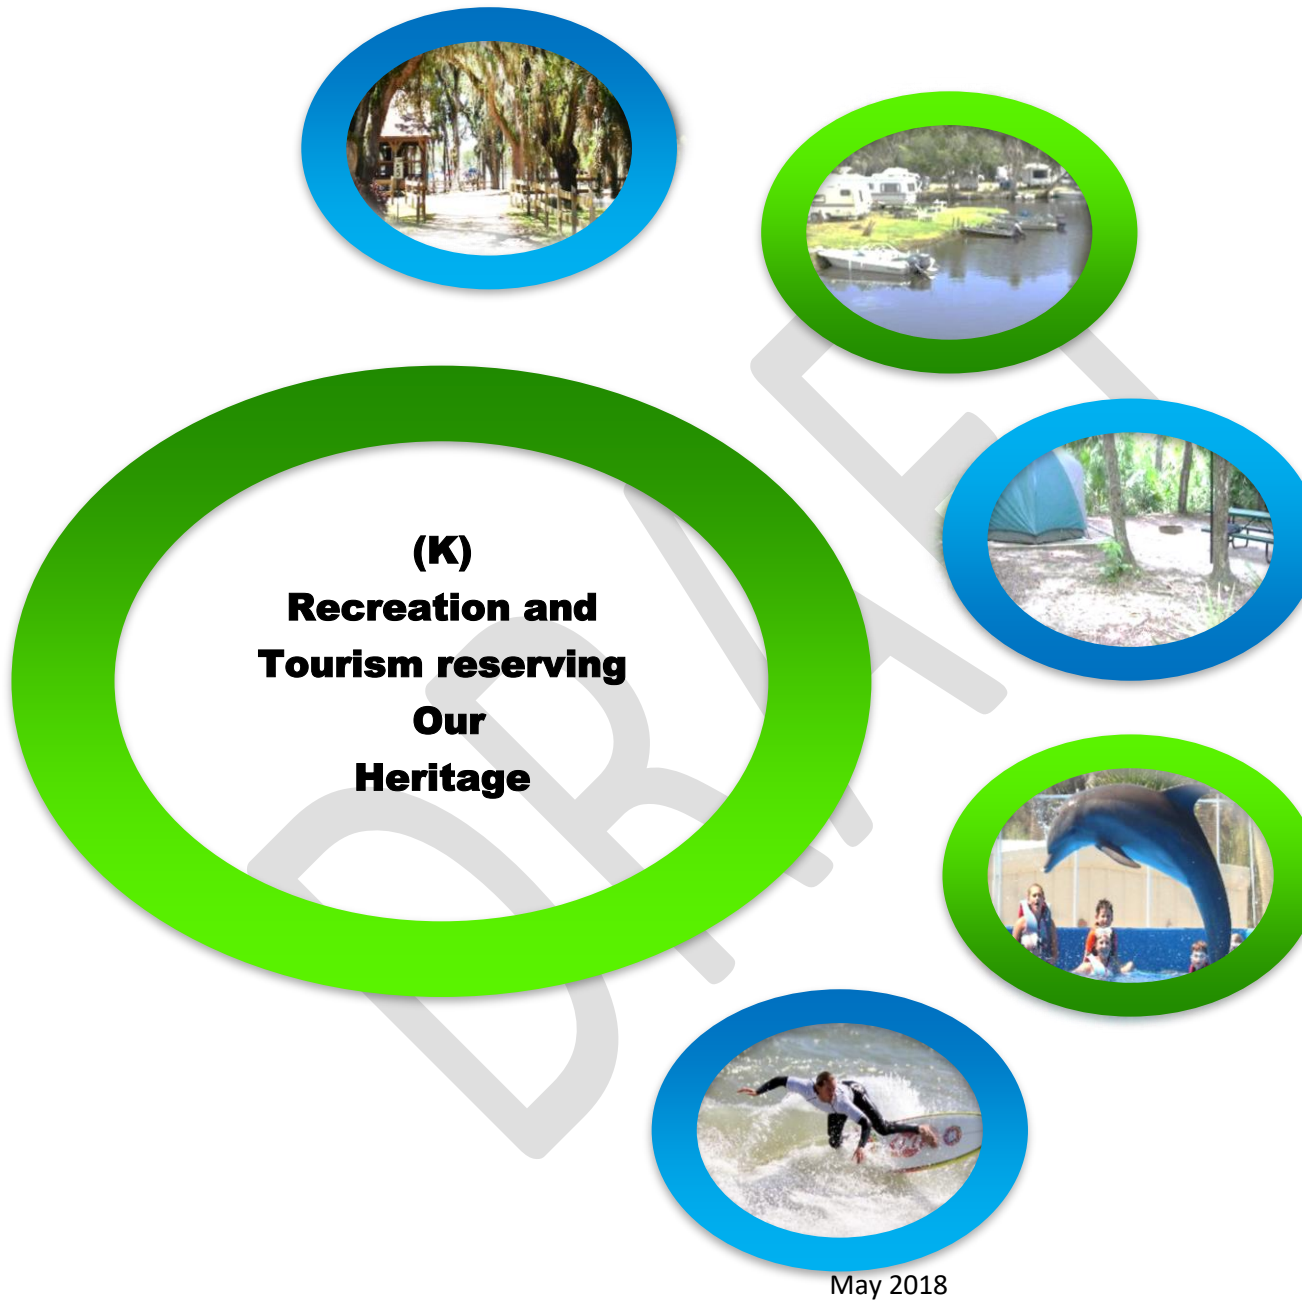 (K)
Recreation and
Tourism reserving
Our
Heritage
DRAFT
May 2018